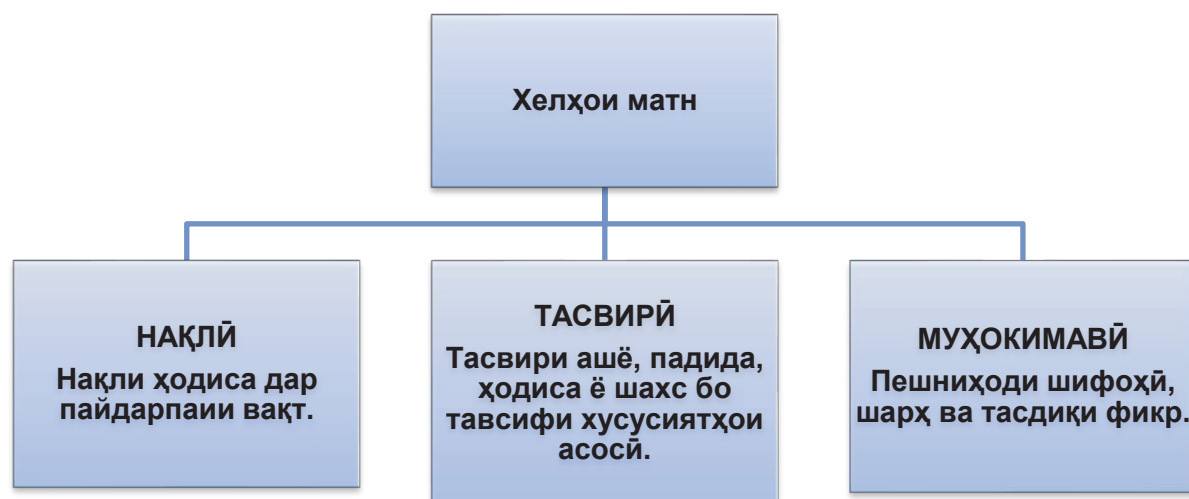 Хелҳои матн
НАҚЛӢ
Нақли ҳодиса дар
пайдарпаии вақт.
ТАСВИРӢ
Тасвири ашё, падида,
ҳодиса ё шахс бо
тавсифи хусусиятҳои
асосӣ.
МУҲОКИМАВӢ
Пешниҳоди шифоҳӣ,
шарҳ ва тасдиқи фикр.